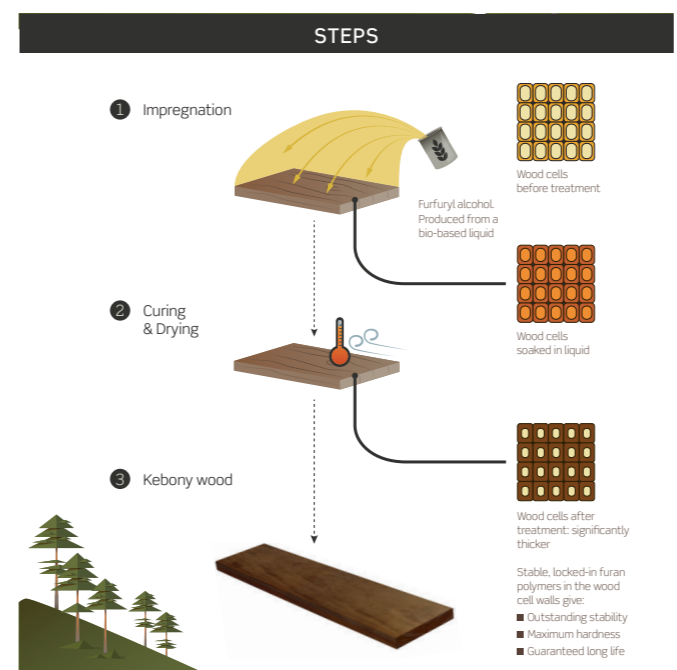 STEPS
1 Impregnation
Wood cells
before treatment
Furfuryl alcohol.
Produced from a
bio-based liquid
2 Curing
& Drying
Wood cells
soaked in liquid
3 Kebony wood
Wood cells after
treatment: significantly
thicker
Stable, locked-in furan
polymers in the wood
cell walls give:
■ Outstanding stability
■ Maximum hardness
■ Guaranteed long life